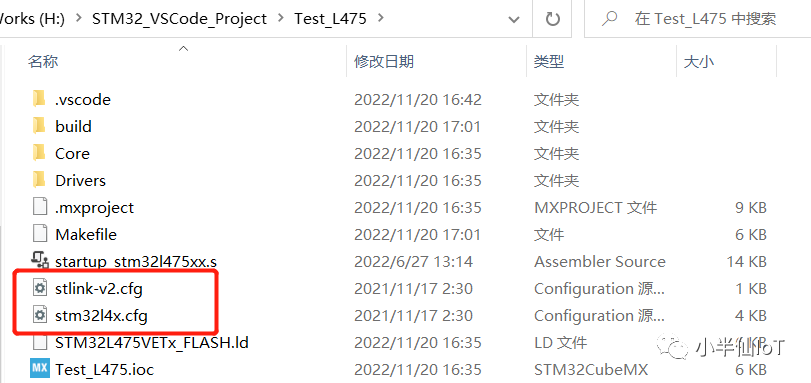 Works (H:) > STM32_VSCode_Project > Test_L475 > 在 Test_L475 中搜索
名称 修改日期 类型 大小
.vscode 2022/11/20 16:42 文件夹
build 2022/11/20 17:01 文件夹
Core 2022/11/20 16:35 文件夹
Drivers 2022/11/20 16:35 文件夹
.mxproject 2022/11/20 16:35 MXPROJECT 文件 9 KB
Makefile 2022/11/20 16:35 文件 6 KB
startup_stm32l475xx.s 2022/6/27 13:14 Assembler Source 14 KB
stlink-v2.cfg 2021/11/17 2:30 Configuration 源... 1 KB
stm32l4x.cfg 2021/11/17 2:30 Configuration 源... 4 KB
STM32L475VETx_FLASH.ld 2022/11/20 16:35 LD 文件 KB
MX Test_L475.ioc 2022/11/20 16:35 STM32CubeMX 6 KB
小半仙IoT